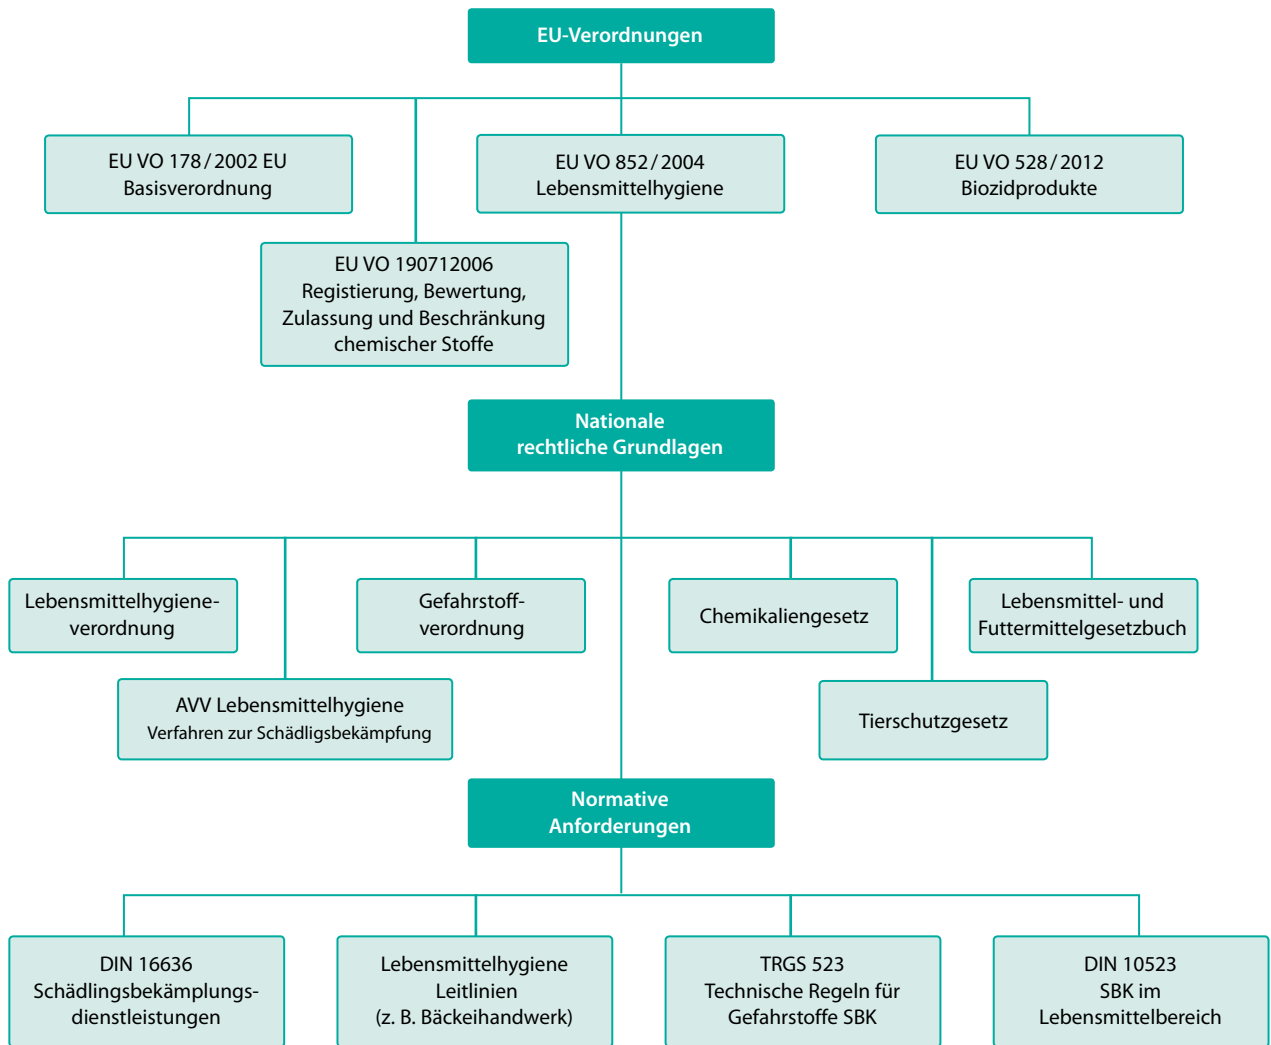 EU-Verordnungen
EU VO 178/2002 EU
Basisverordnung
EU VO 852/2004
Lebensmittelhygiene
EU VO 528/2012
Biozidprodukte
EU VO 190712006
Registierung, Bewertung,
Zulassung und Beschränkung
chemischer Stoffe
Nationale
rechtliche Grundlagen
Lebensmittelhygiene-
verordnung
Gefahrstoff-
verordnung
Chemikaliengesetz
Lebensmittel- und
Futtermittelgesetzbuch
AVV Lebensmittelhygiene
Verfahren zur Schädligsbekämpfung
Tierschutzgesetz
Normative
Anforderungen
DIN 16636
Schädlingsbekämplungs-
dienstleistungen
Lebensmittelhygiene
Leitlinien
(z. B. Bäckeihandwerk)
TRGS 523
Technische Regeln für
Gefahrstoffe SBK
DIN 10523
SBK im
Lebensmittelbereich